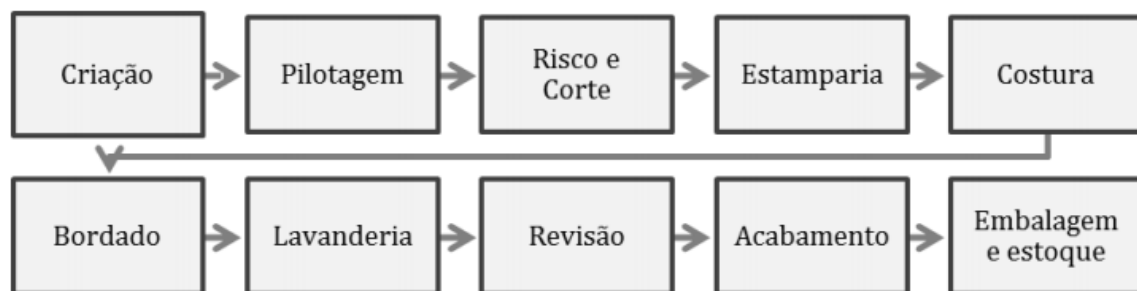 Criação
Pilotagem
Risco e
Corte
Estamparia
Costura
Bordado
Lavanderia
Revisão
Acabamento
Embalagem
e estoque